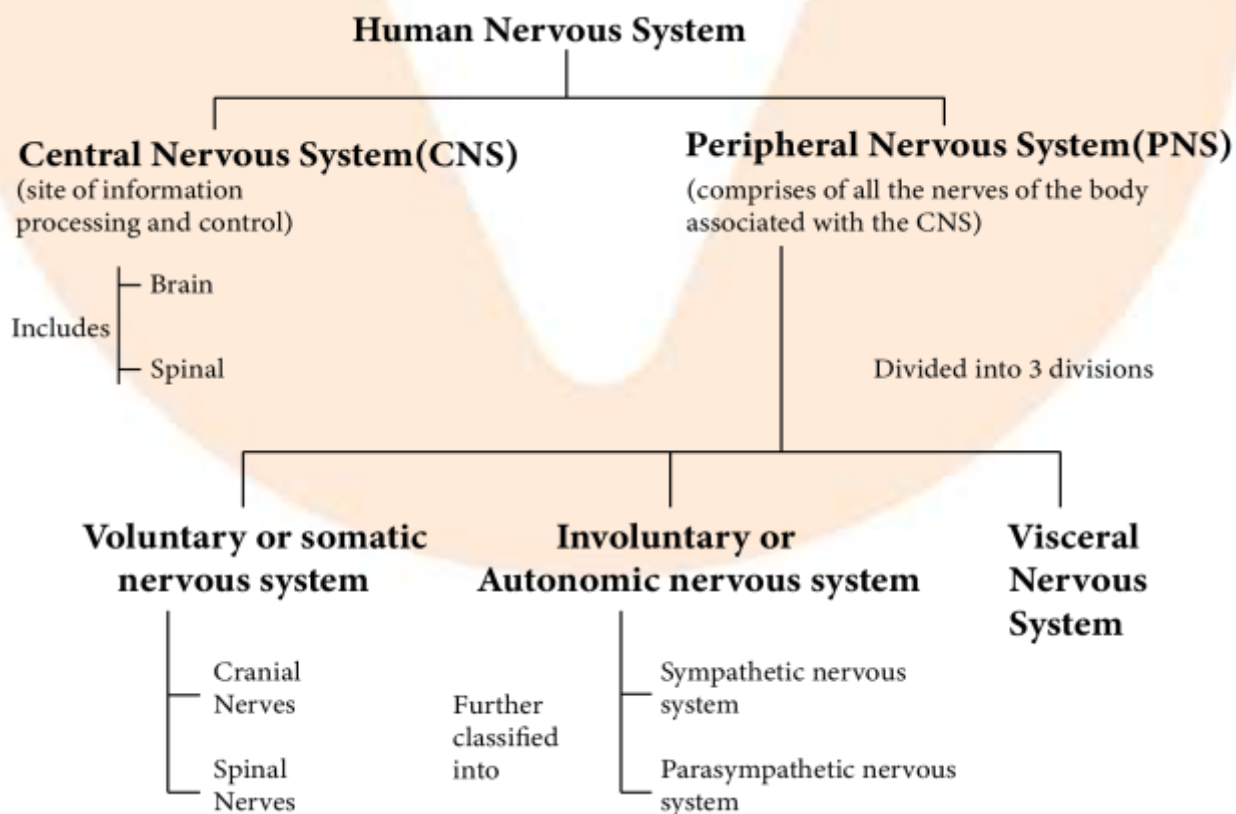 Human Nervous System
Central Nervous System(CNS)
(site of information
processing and control)
Includes
Brain
Spinal
Peripheral Nervous System(PNS)
(comprises of all the nerves of the body
associated with the CNS)
Divided into 3 divisions
Voluntary or somatic
nervous system
Cranial
Nerves
Spinal
Nerves
Involuntary or
Autonomic nervous system
Further
classified
into
Sympathetic nervous
system
Parasympathetic nervous
system
Visceral
Nervous
System